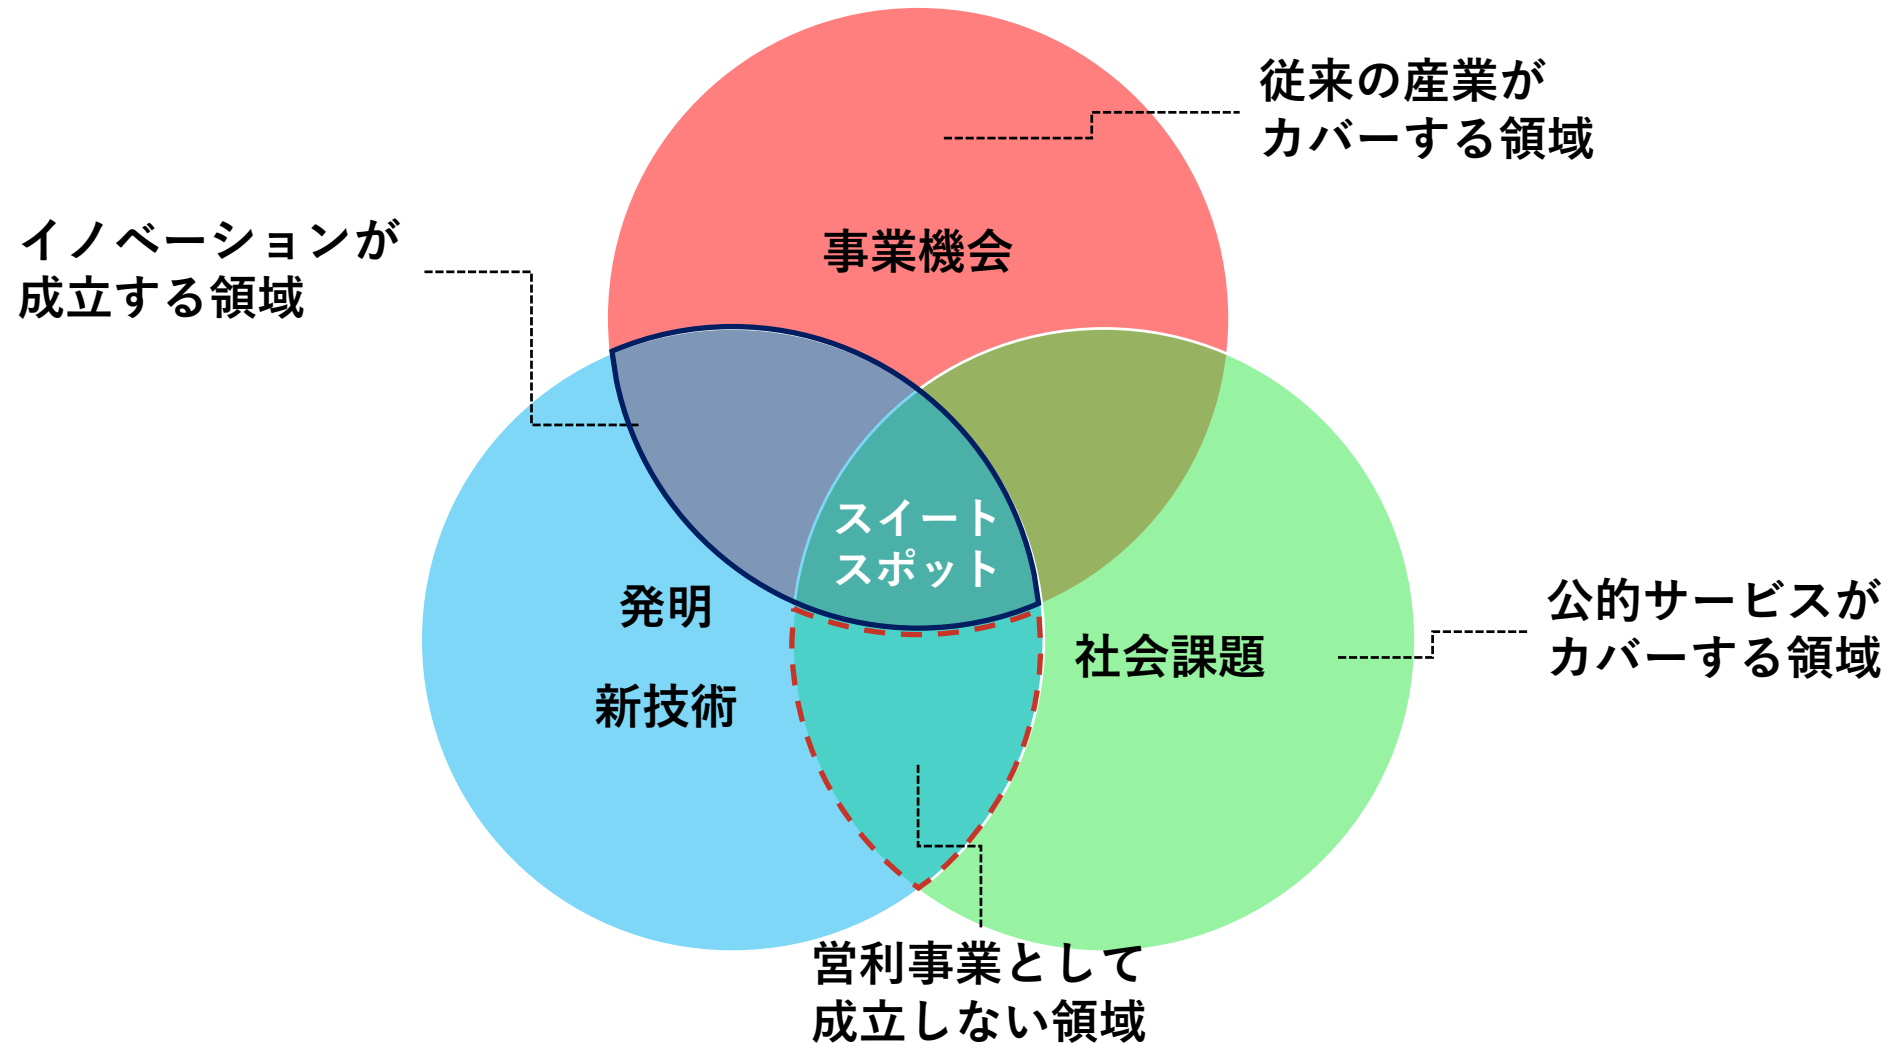 従来の産業が
カバーする領域
イノベーションが
成立する領域
事業機会
スイート
スポット
発明
新技術
社会課題
公的サービスが
カバーする領域
営利事業として
成立しない領域